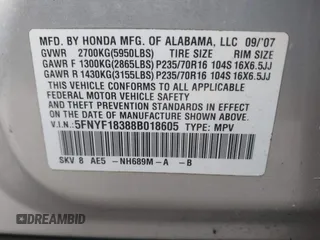 MFD. BY HONDA MFG. OF ALABAMA, LLC 09/'07
GVWR 2700KG(5950LBS) TIRE SIZE RIM SIZE
GAWR F 1300KG(2865LBS) P235/70R16 104S 16X6.5JJ
GAWR R 1430KG(3155LBS) P235/70R16 104S 16X6.5JJ
THIS VEHICLE CONFORMS TO ALL APPLICABLE
FEDERAL MOTOR VEHICLE SAFETY
AND THEFT PREVENTION STANDARDS IN EFFECT
ON THE DATE OF MANUFACTURE SHOWN ABOVE.
V.I.N.: 5FNYF18388B018605 TYPE: MPV
SKV 8 AE5 -NH689M -A -B
DREAMBID